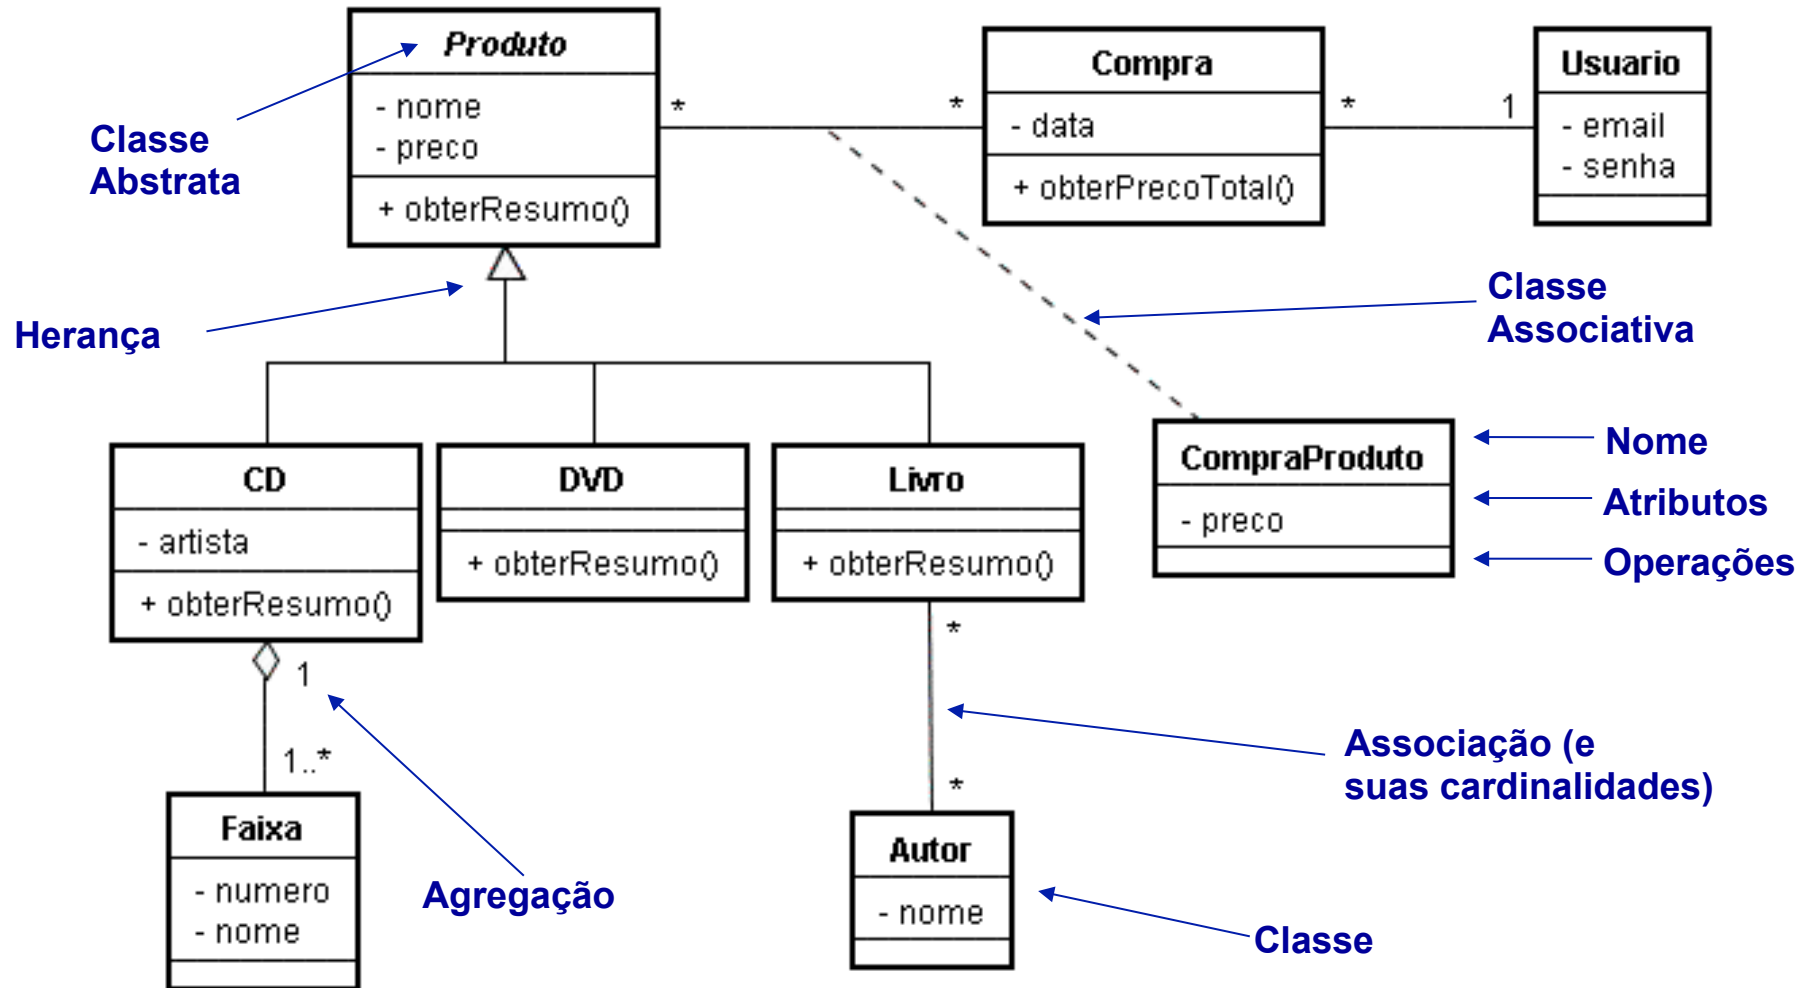 Produto
- nome
- preco
+ obterResumo()
*
*
Compra
- data
+ obterPrecoTotal()
*
1
Usuario
- email
- senha
Classe
Abstrata
Herança
Classe
Associativa
CompraProduto
- preco
Nome
Atributos
Operações
CD
- artista
+ obterResumo()
DVD
+ obterResumo()
Livro
+ obterResumo()
1
1..*
Faixa
- numero
- nome
Agregação
*
*
Associação (e
suas cardinalidades)
Autor
- nome
Classe